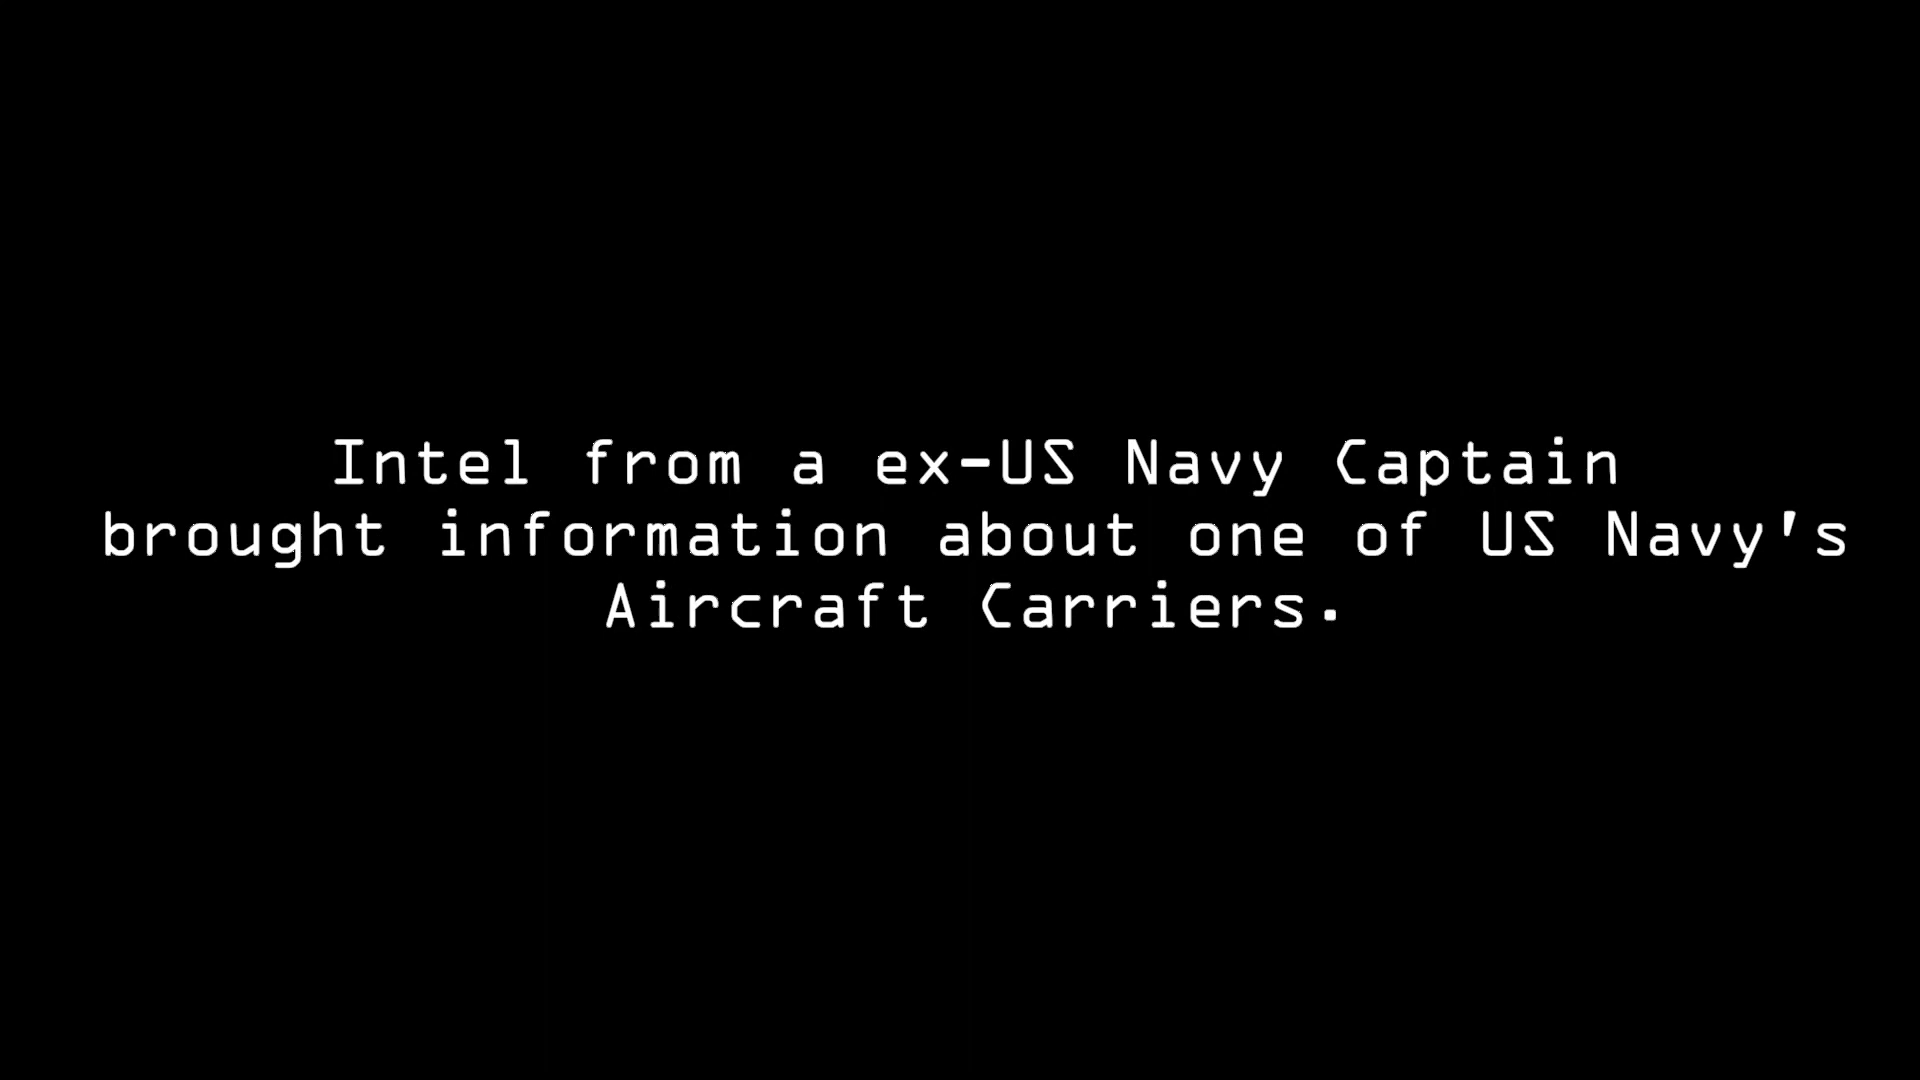 Intel from a ex-US Navy Captain
brought information about one of US Navy's
Aircraft Carriers.